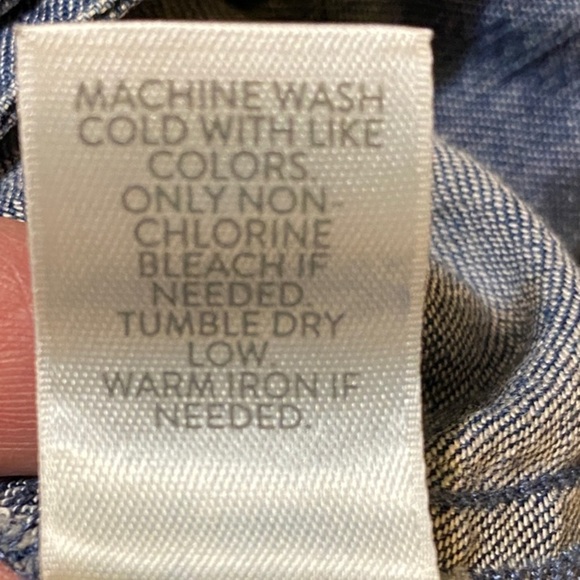 MACHINE WASH
COLD WITH LIKE
COLORS.
ONLY NON-
CHLORINE
BLEACH IF
NEEDED.
TUMBLE DRY
LOW.
WARM IRON IF
NEEDED.